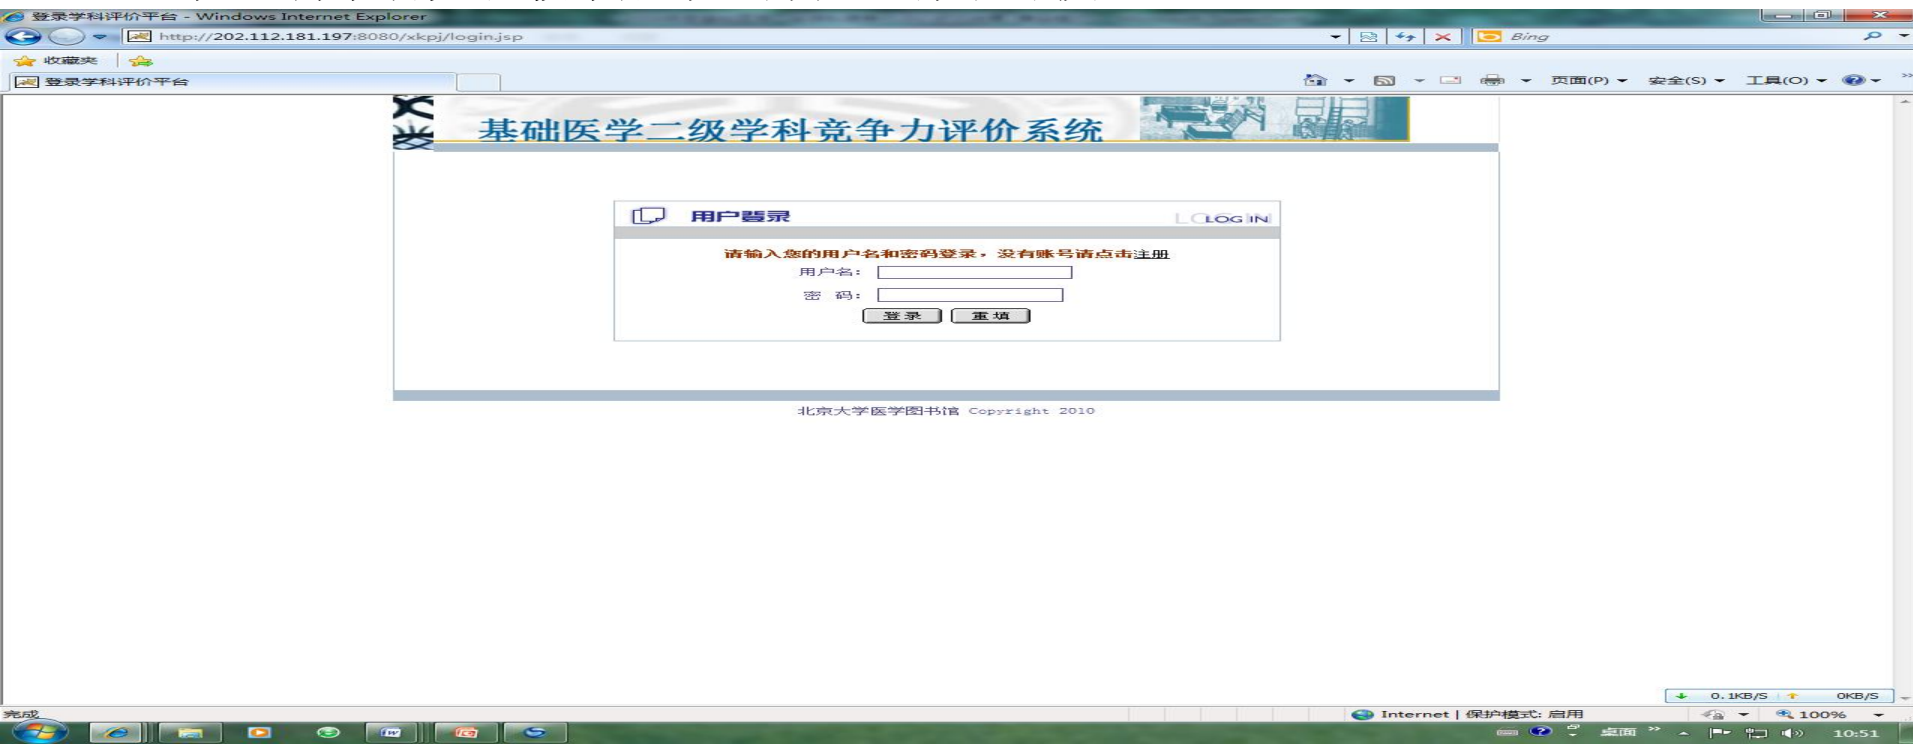 登录学科评价平台 - Windows Internet Explorer
http://202.112.181.197:8080/xkpj/login.jsp
Bing
收藏夹
登录学科评价平台
页面(P)
安全(S)
工具(O)
基础医学二级学科竞争力评价系统
用户登录
LOG IN
请输入您的用户名和密码登录，没有账号请点击注册
用户名：
密 码：
登录 重填
北京大学医学图书馆 Copyright 2010
0.1KB/S 0KB/S
完成
Internet | 保护模式: 启用
100%
桌面
10:51